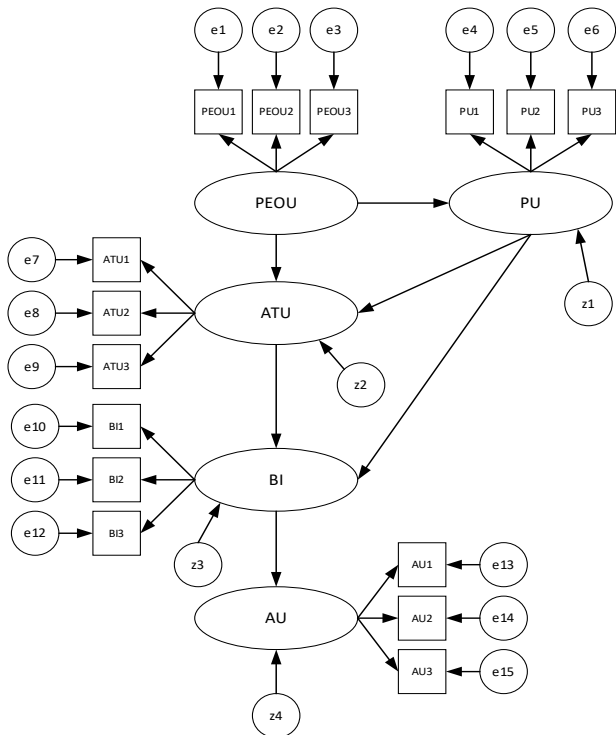 e1 e2 e3 e4 e5 e6
PEOU1 PEOU2 PEOU3 PU1 PU2 PU3
PEOU PU
e7 ATU1
e8 ATU2 ATU z1
e9 ATU3
z2
e10 BI1
e11 BI2 BI
e12 BI3
z3 AU1 e13
AU AU2 e14
AU3 e15
z4